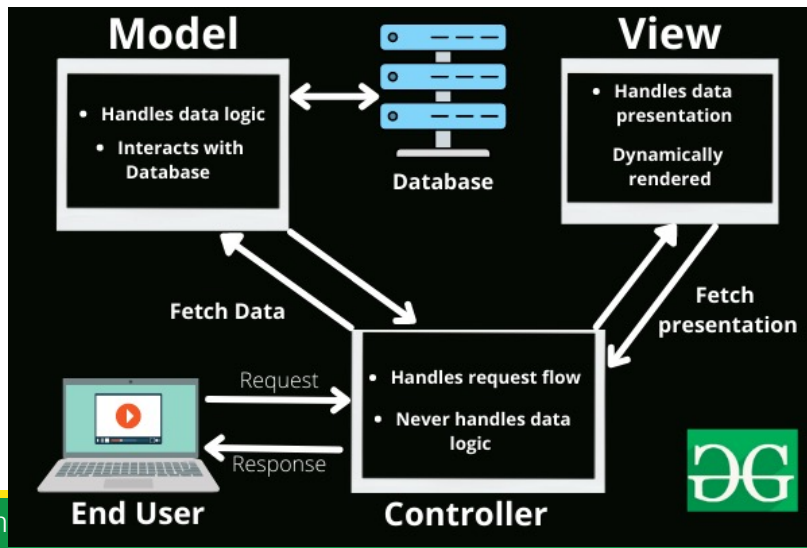 Model
View
• Handles data logic
• Interacts with
Database
Database
• Handles data
presentation
Dynamically
rendered
Fetch Data
Fetch
presentation
Request
Response
• Handles request flow
• Never handles data
logic
End User
Controller